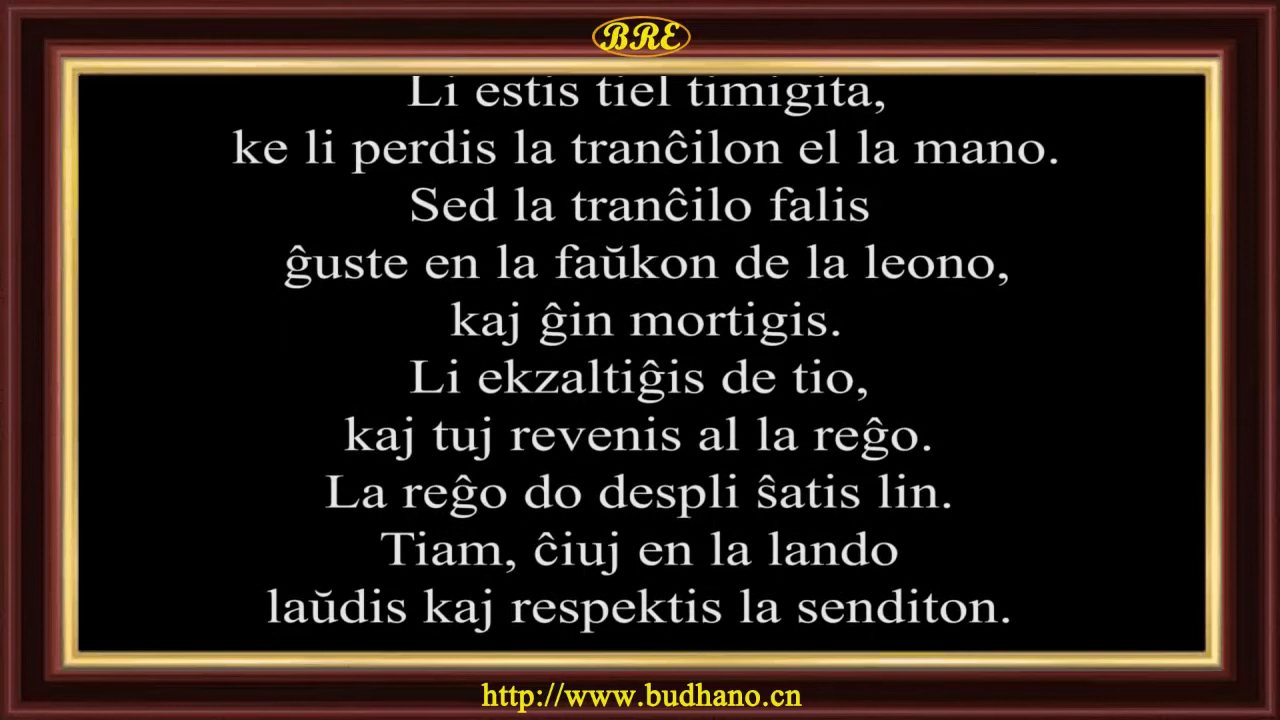 BRE
Li estis tiel timigita,
ke li perdis la tranĉilon el la mano.
Sed la tranĉilo falis
ĝuste en la faŭkon de la leono,
kaj ĝin mortigis.
Li ekzaltiĝis de tio,
kaj tuj revenis al la reĝo.
La reĝo do despli ŝatis lin.
Tiam, ĉiuj en la lando
laŭdis kaj respektis la senditon.
http://www.budhano.cn